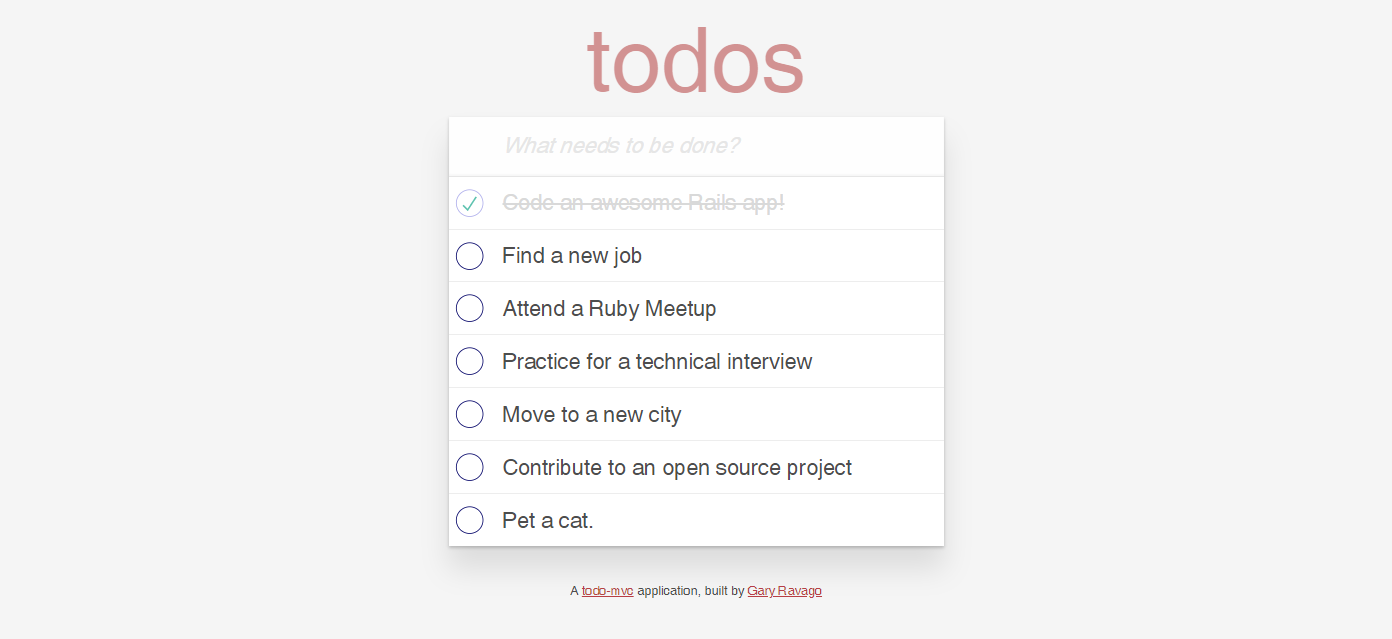 todos
What needs to be done?
Code an awesome Rails app!
Find a new job
Attend a Ruby Meetup
Practice for a technical interview
Move to a new city
Contribute to an open source project
Pet a cat.
A todo-mvc application, built by Gary Ravago